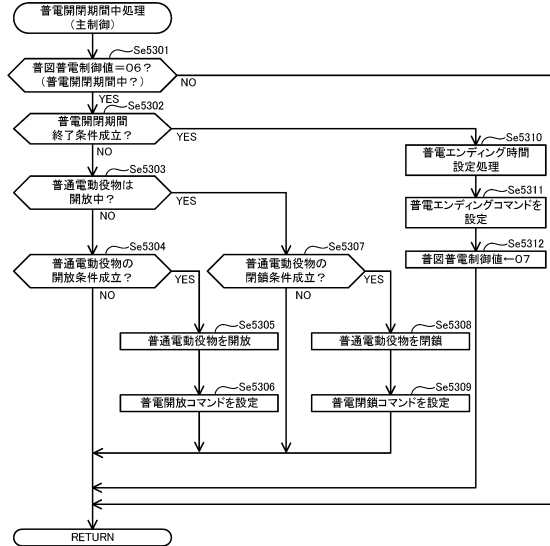 普電開閉期間中処理
(主制御)
Se5301
普図普電制御値=06?
(普電開閉期間中?)
NO
YES
Se5302
普電開閉期間
終了条件成立?
YES
NO
Se5310
普電エンディング時間
設定処理
Se5303
普通電動役物は
開放中?
YES
NO
Se5311
普電エンディングコマンドを
設定
Se5312
普図普電制御値←07
Se5304
普通電動役物の
開放条件成立?
YES
NO
Se5307
普通電動役物の
閉鎖条件成立?
YES
NO
Se5305
普通電動役物を開放
Se5308
普通電動役物を閉鎖
Se5306
普電開放コマンドを設定
Se5309
普電閉鎖コマンドを設定
RETURN